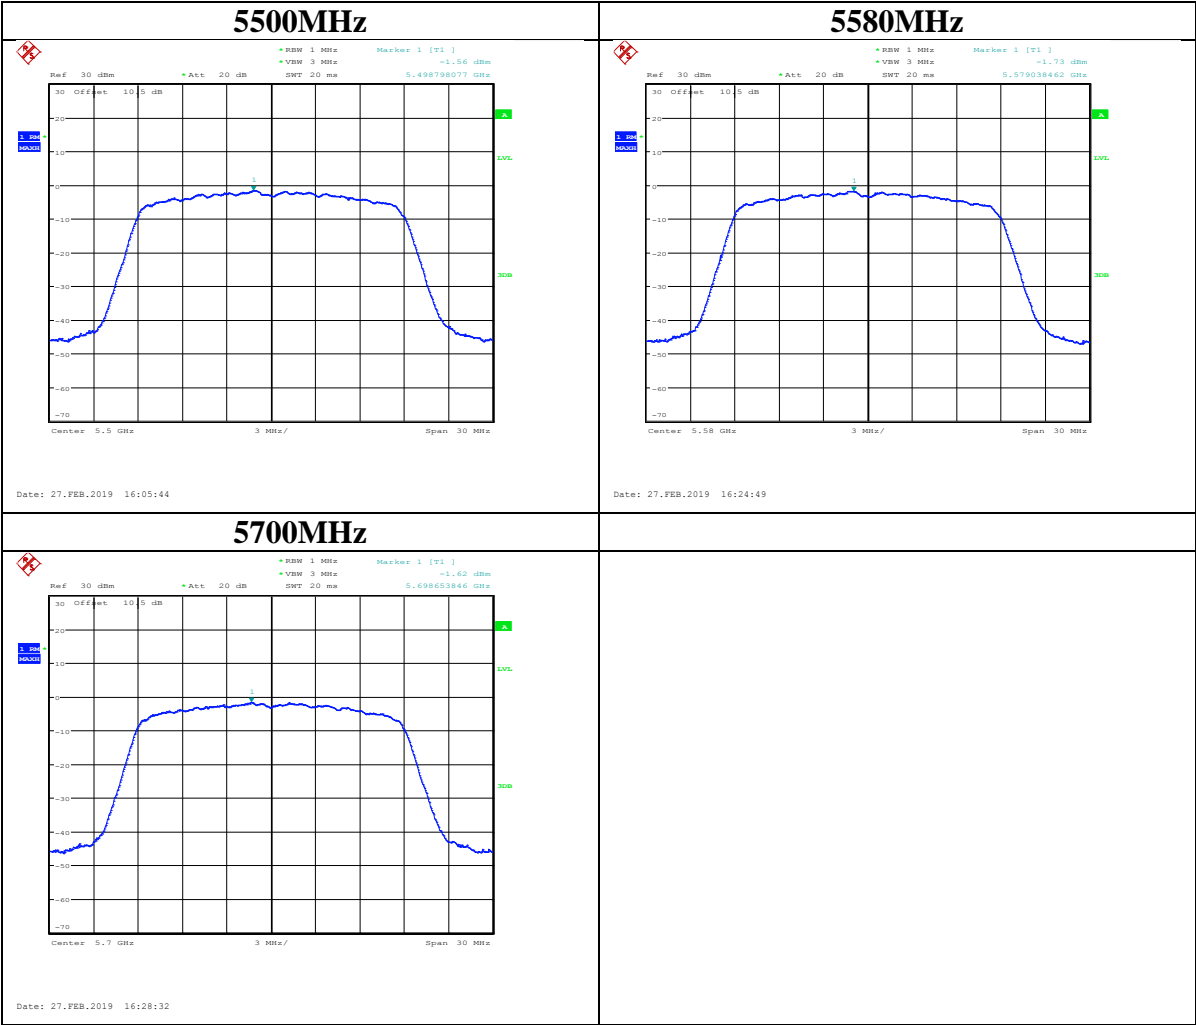 5500MHz
R S
* RBW 1 MHz Marker 1 [T1 ]
* VBW 3 MHz -1.56 dBm
Ref 30 dBm * Att 20 dB SWT 20 ms 5.498798077 GHz
30 Offset 10.5 dB
A
20
1 RM *
MAXH
10
LVL
1
0
-10
-20
3DB
-30
-40
-50
-60
-70
Center 5.5 GHz 3 MHz/ Span 30 MHz
Date: 27.FEB.2019 16:05:44
5580MHz
R S
* RBW 1 MHz Marker 1 [T1 ]
* VBW 3 MHz -1.73 dBm
Ref 30 dBm * Att 20 dB SWT 20 ms 5.579038462 GHz
30 Offset 10.5 dB
A
20
1 RM *
MAXH
10
LVL
1
0
-10
-20
3DB
-30
-40
-50
-60
-70
Center 5.58 GHz 3 MHz/ Span 30 MHz
Date: 27.FEB.2019 16:24:49
5700MHz
R S
* RBW 1 MHz Marker 1 [T1 ]
* VBW 3 MHz -1.62 dBm
Ref 30 dBm * Att 20 dB SWT 20 ms 5.698653846 GHz
30 Offset 10.5 dB
A
20
1 RM *
MAXH
10
LVL
1
0
-10
-20
3DB
-30
-40
-50
-60
-70
Center 5.7 GHz 3 MHz/ Span 30 MHz
Date: 27.FEB.2019 16:28:32